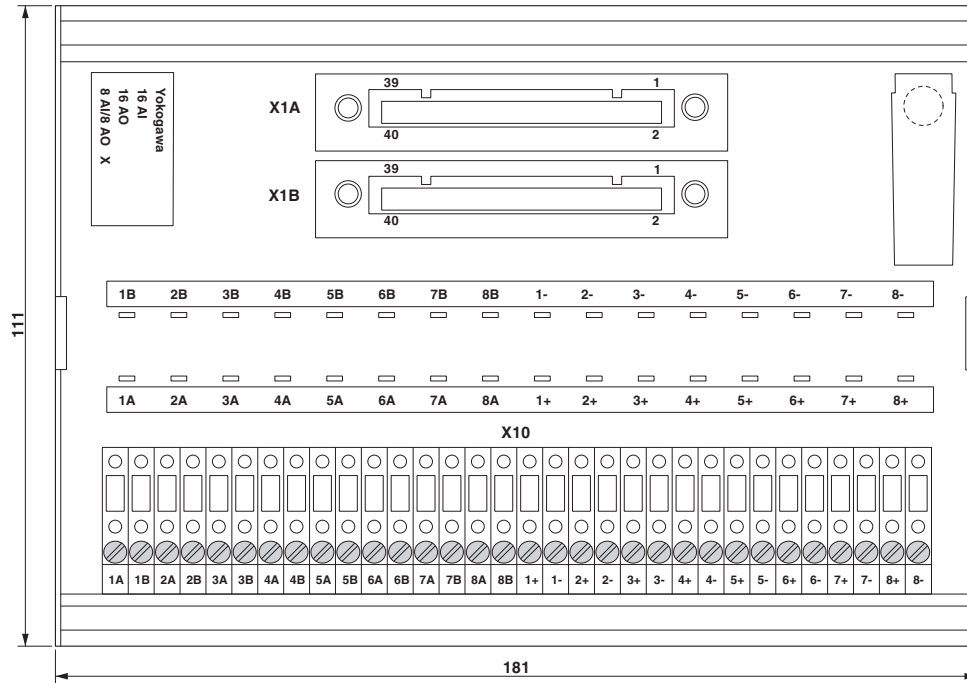 Yokogawa
16 AI
16 AO
8 AI/8 AO X
39 1
X1A
40 2
39 1
X1B
40 2
1B 2B 3B 4B 5B 6B 7B 8B 1- 2- 3- 4- 5- 6- 7- 8-
111
1A 2A 3A 4A 5A 6A 7A 8A 1+ 2+ 3+ 4+ 5+ 6+ 7+ 8+
X10
1A 1B 2A 2B 3A 3B 4A 4B 5A 5B 6A 6B 7A 7B 8A 8B 1+ 1- 2+ 2- 3+ 3- 4+ 4- 5+ 5- 6+ 6- 7+ 7- 8+ 8-
181